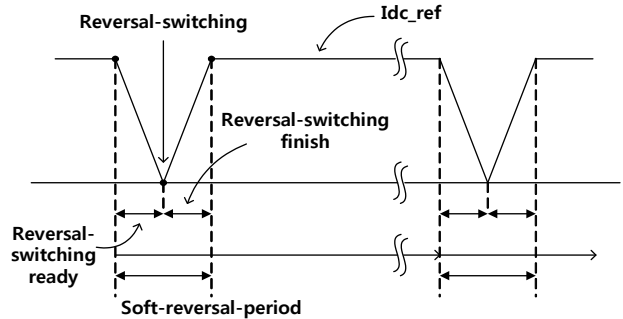 Reversal-switching
Idc_ref
Reversal-switching
finish
Reversal-
switching
ready
Soft-reversal-period